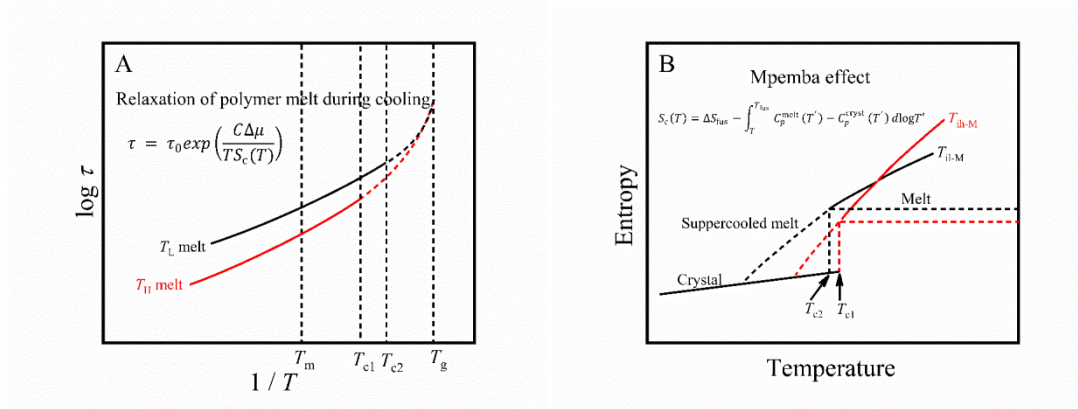 A
Relaxation of polymer melt during cooling
τ = τ₀exp(CΔμ / TSc(T))
log τ
TL melt
TH melt
Tm
Tc1
Tc2
Tg
1 / T
B
Mpemba effect
Sc(T) = ΔSfus − ∫T^Tfus Cp^melt(T′) − Cp^cryst(T′) dlogT′
Tih-M
Til-M
Melt
Suppercooled melt
Crystal
Tc2
Tc1
Entropy
Temperature